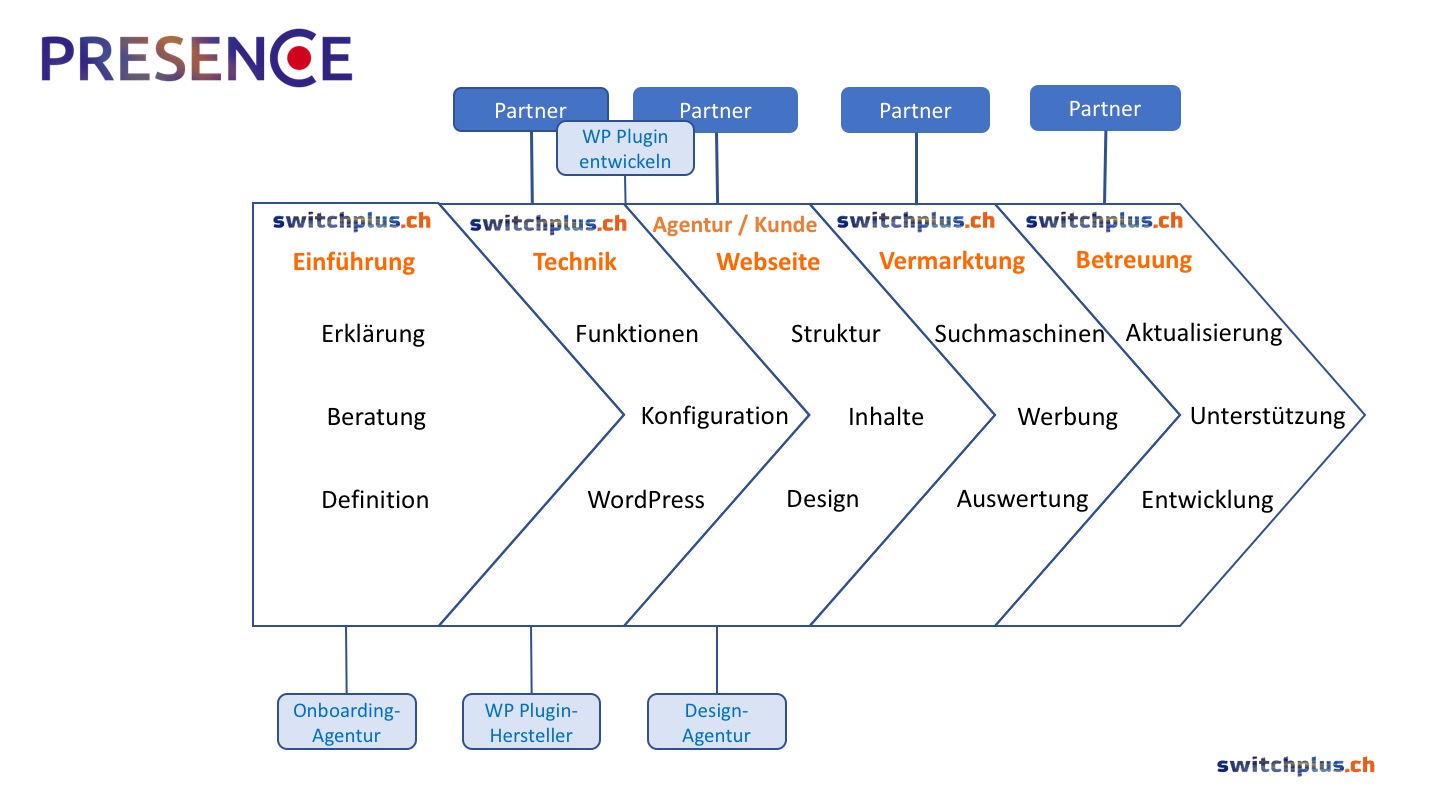 PRESENCE
Partner
Partner
Partner
Partner
WP Plugin
entwickeln
switchplus.ch
switchplus.ch
Agentur / Kunde
switchplus.ch
switchplus.ch
Einführung
Technik
Webseite
Vermarktung
Betreuung
Erklärung
Funktionen
Struktur
Suchmaschinen
Aktualisierung
Beratung
Konfiguration
Inhalte
Werbung
Unterstützung
Definition
WordPress
Design
Auswertung
Entwicklung
Onboarding-
Agentur
WP Plugin-
Hersteller
Design-
Agentur
switchplus.ch